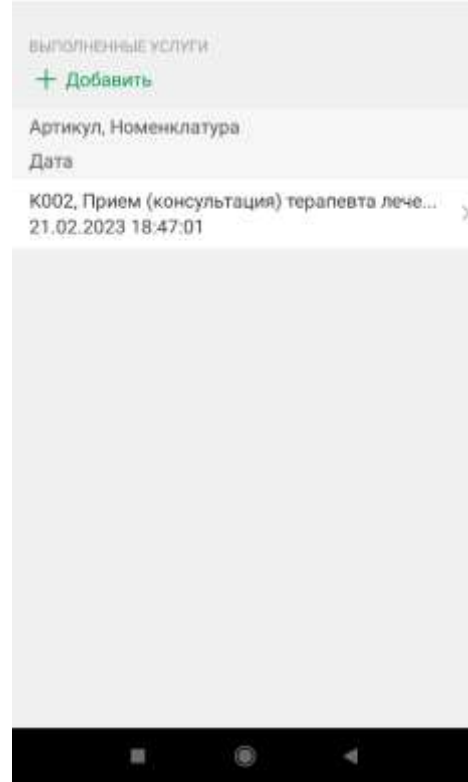 ВЫПОЛНЕННЫЕ УСЛУГИ
+ Добавить
Артикул, Номенклатура
Дата
К002, Прием (консультация) терапевта лече...
21.02.2023 18:47:01